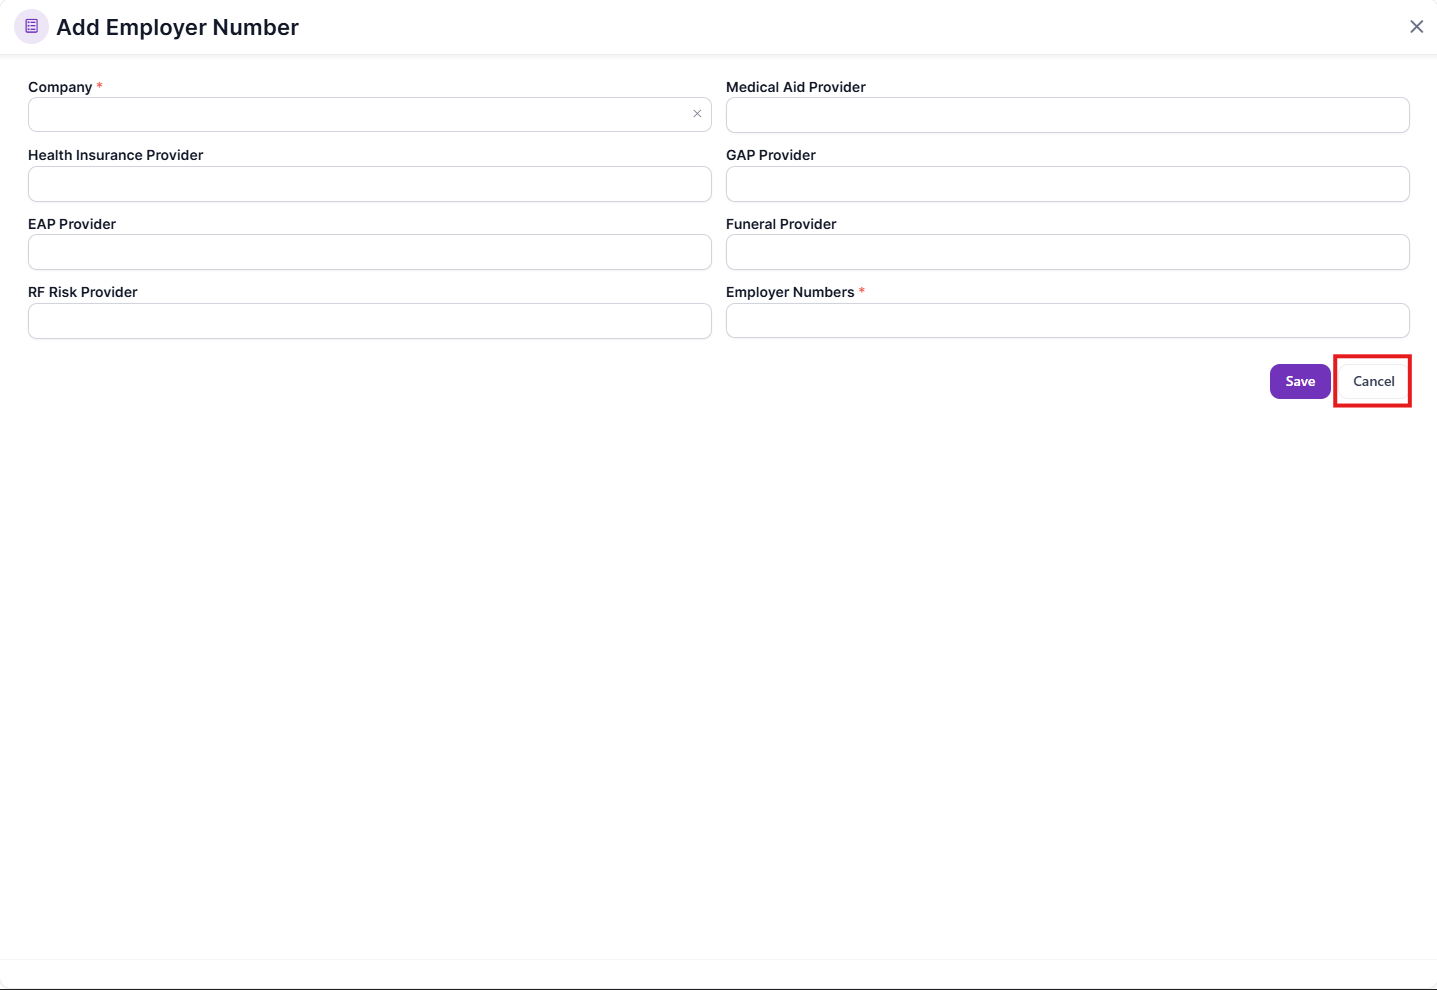 Add Employer Number
Company *
Medical Aid Provider
Health Insurance Provider
GAP Provider
EAP Provider
Funeral Provider
RF Risk Provider
Employer Numbers *
Save
Cancel